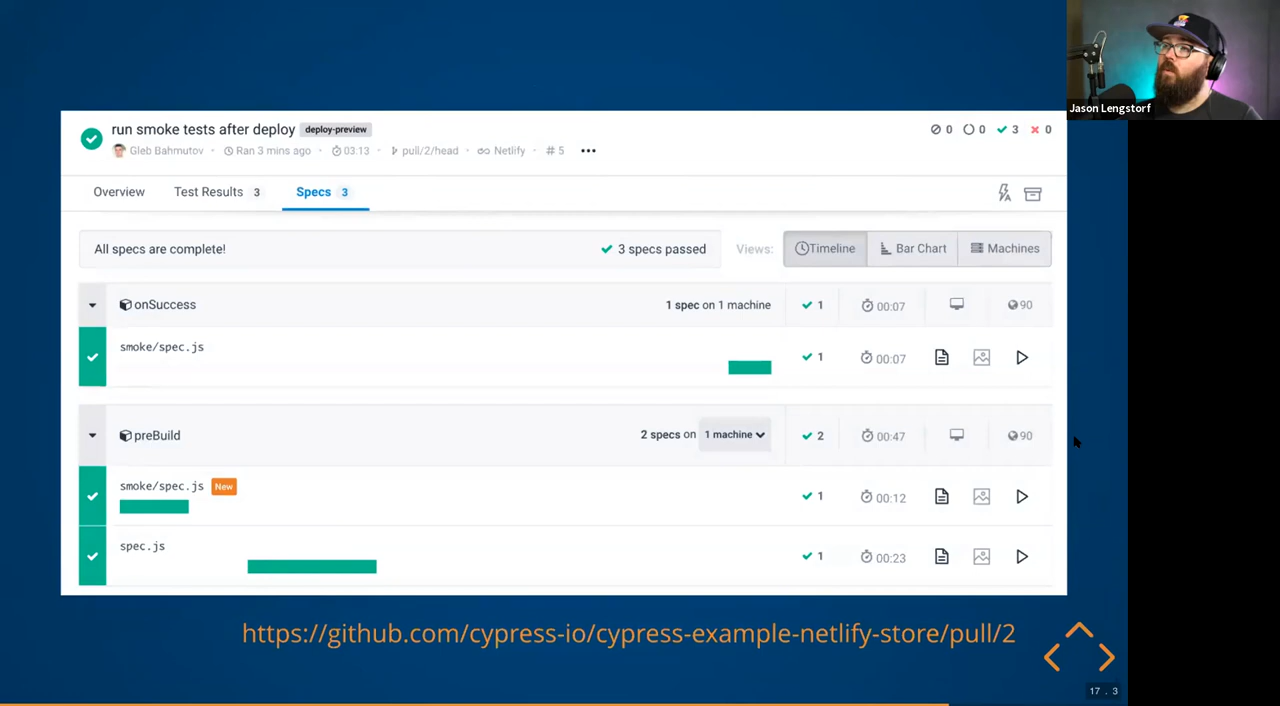 Jason Lengstorf
run smoke tests after deploy deploy-preview
0 0 3 0
Gleb Bahmutov • Ran 3 mins ago • 03:13 • pull/2/head • Netlify • # 5 •••
Overview Test Results 3 Specs 3
All specs are complete! 3 specs passed Views: Timeline Bar Chart Machines
onSuccess 1 spec on 1 machine 1 00:07 90
smoke/spec.js 1 00:07
preBuild 2 specs on 1 machine 2 00:47 90
smoke/spec.js New 1 00:12
spec.js 1 00:23
https://github.com/cypress-io/cypress-example-netlify-store/pull/2
17 . 3